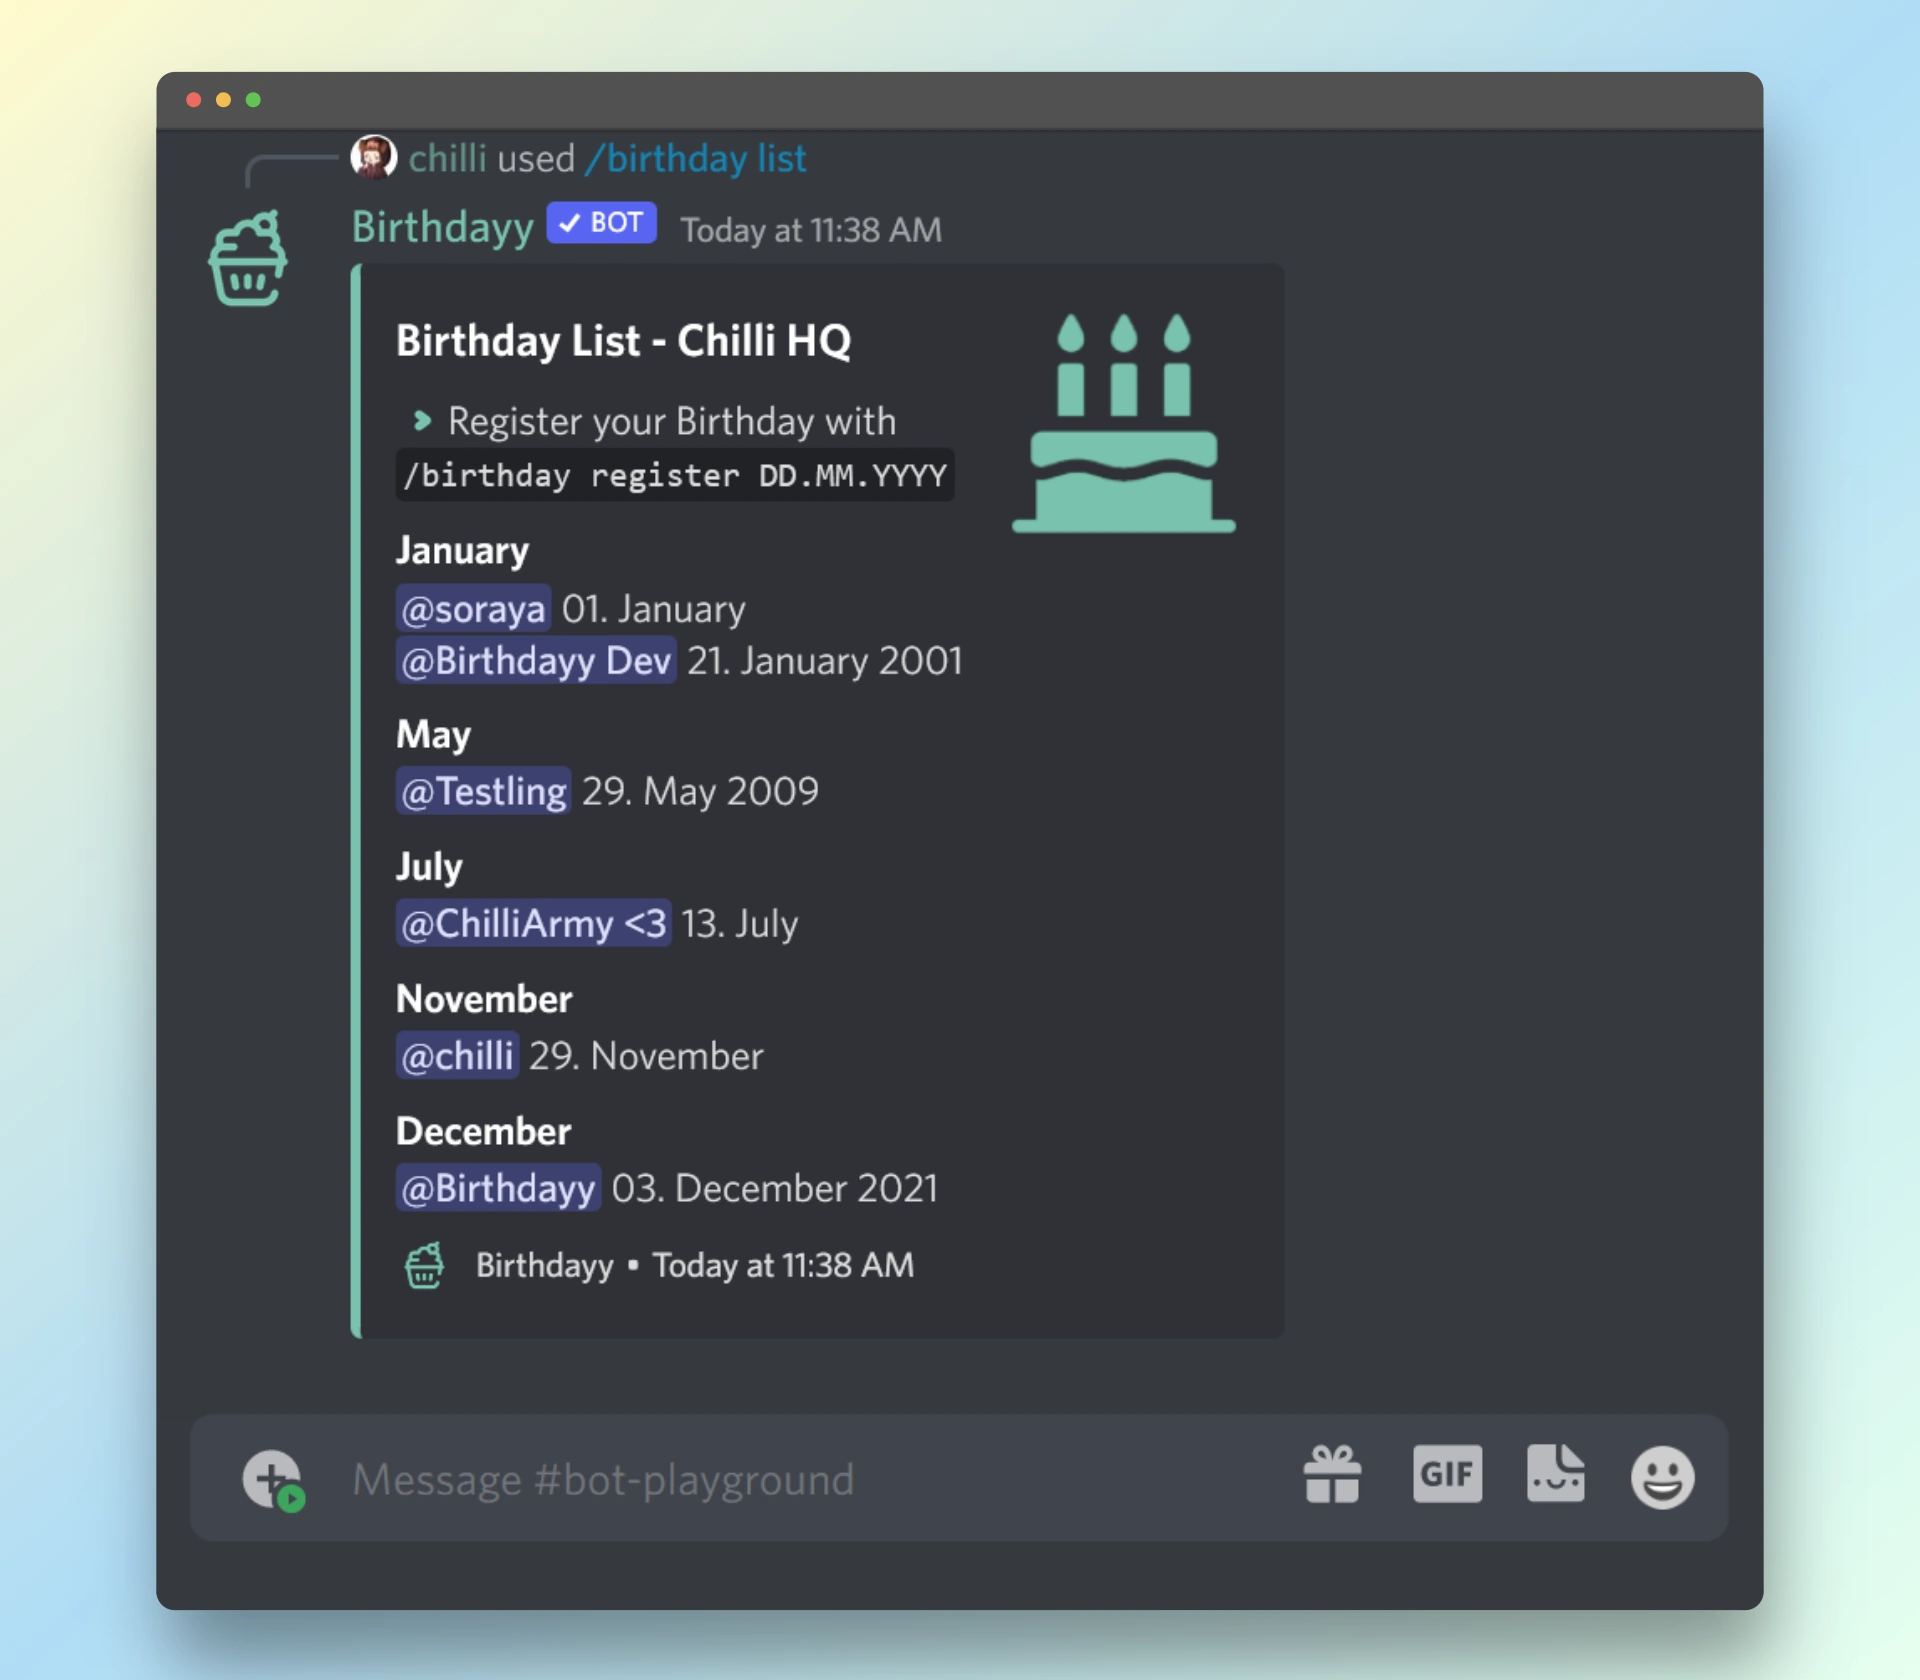 chilli used /birthday list
Birthdayy ✓ BOT Today at 11:38 AM
Birthday List - Chilli HQ
Register your Birthday with
/birthday register DD.MM.YYYY
January
@soraya 01. January
@Birthdayy Dev 21. January 2001
May
@Testling 29. May 2009
July
@ChilliArmy <3 13. July
November
@chilli 29. November
December
@Birthdayy 03. December 2021
Birthdayy • Today at 11:38 AM
Message #bot-playground
GIF